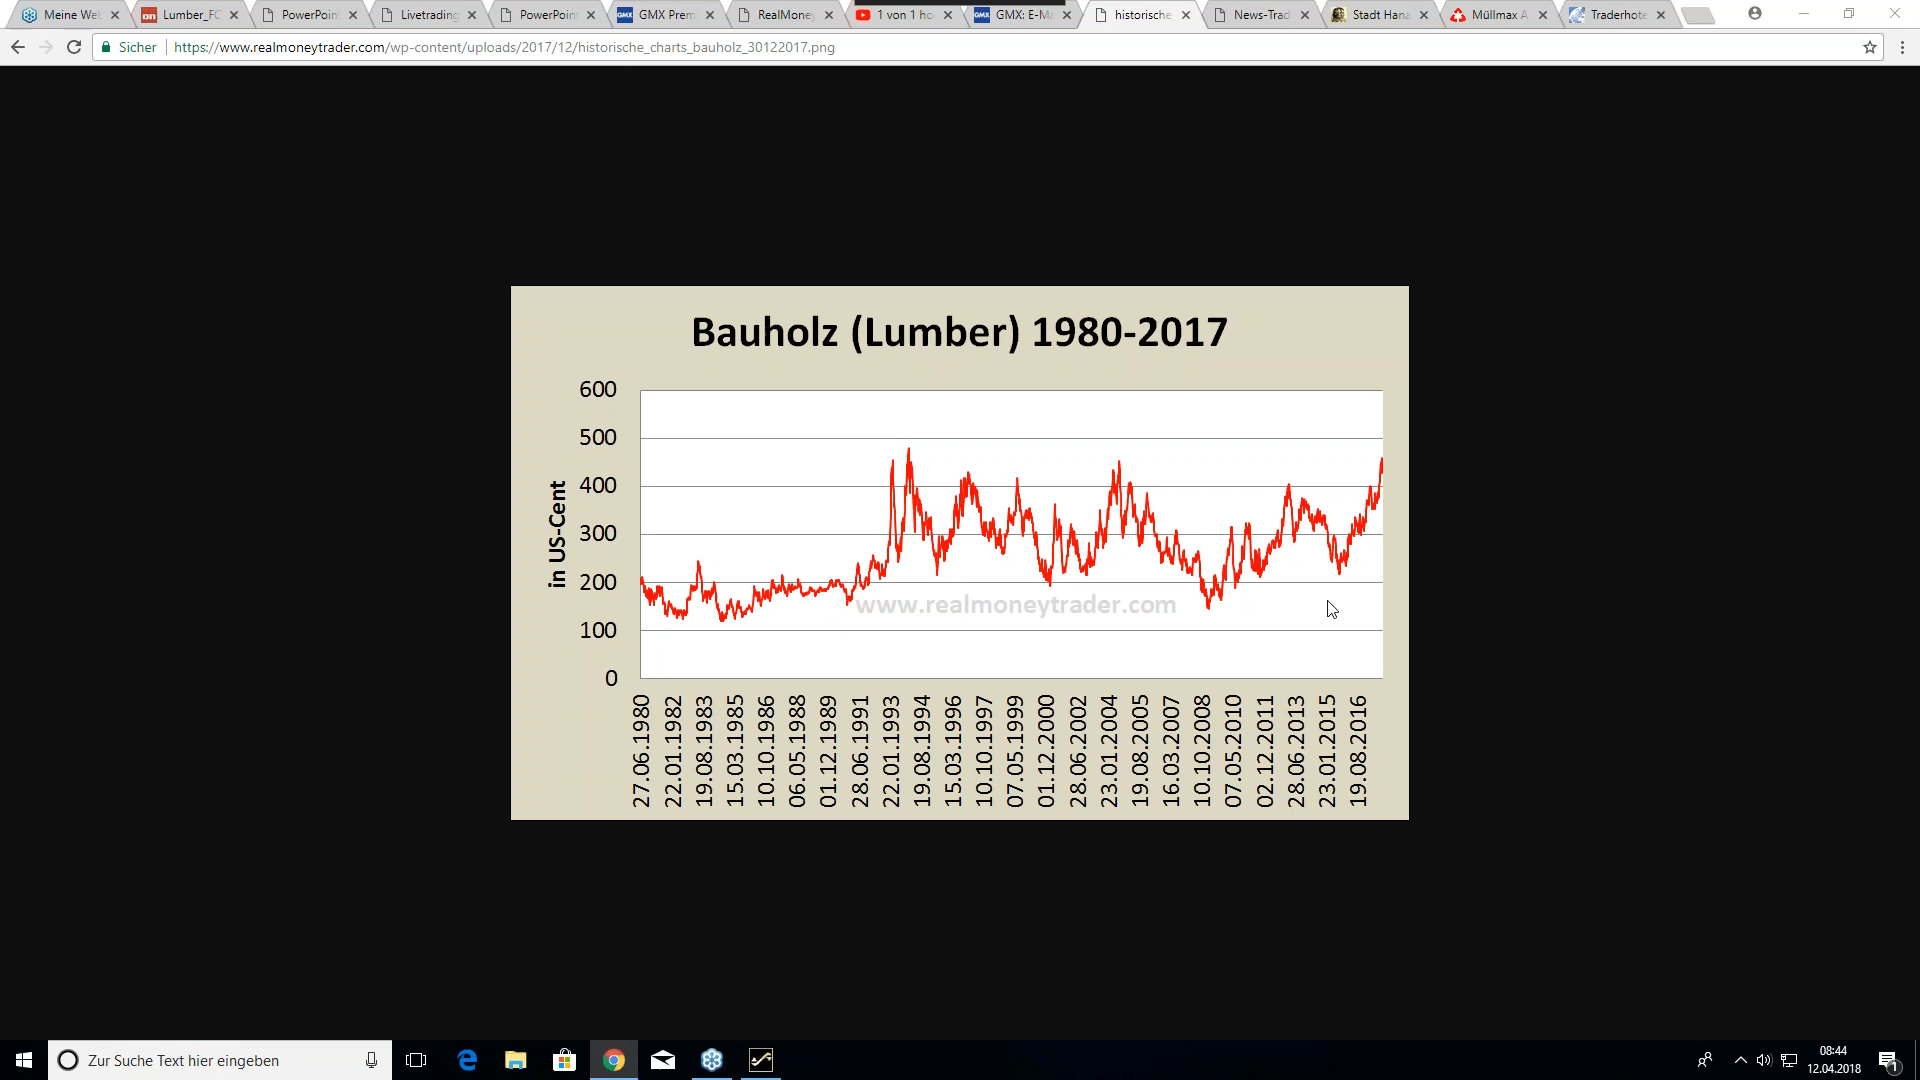 Meine We
Lumber_FC
PowerPoin
Livetrading
PowerPoin
GMX Prem
RealMoney
1 von 1 ho
GMX: E-Ma
historische
News-Trad
Stadt Hana
Müllmax
Traderhote
Sicher
https://www.realmoneytrader.com/wp-content/uploads/2017/12/historische_charts_bauholz_30122017.png
Bauholz (Lumber) 1980-2017
in US-Cent
600
500
400
300
200
100
0
www.realmoneytrader.com
27.06.1980
22.01.1982
19.08.1983
15.03.1985
10.10.1986
06.05.1988
01.12.1989
28.06.1991
22.01.1993
19.08.1994
15.03.1996
10.10.1997
07.05.1999
01.12.2000
28.06.2002
23.01.2004
19.08.2005
16.03.2007
10.10.2008
07.05.2010
02.12.2011
28.06.2013
23.01.2015
19.08.2016
Zur Suche Text hier eingeben
08:44
12.04.2018
1